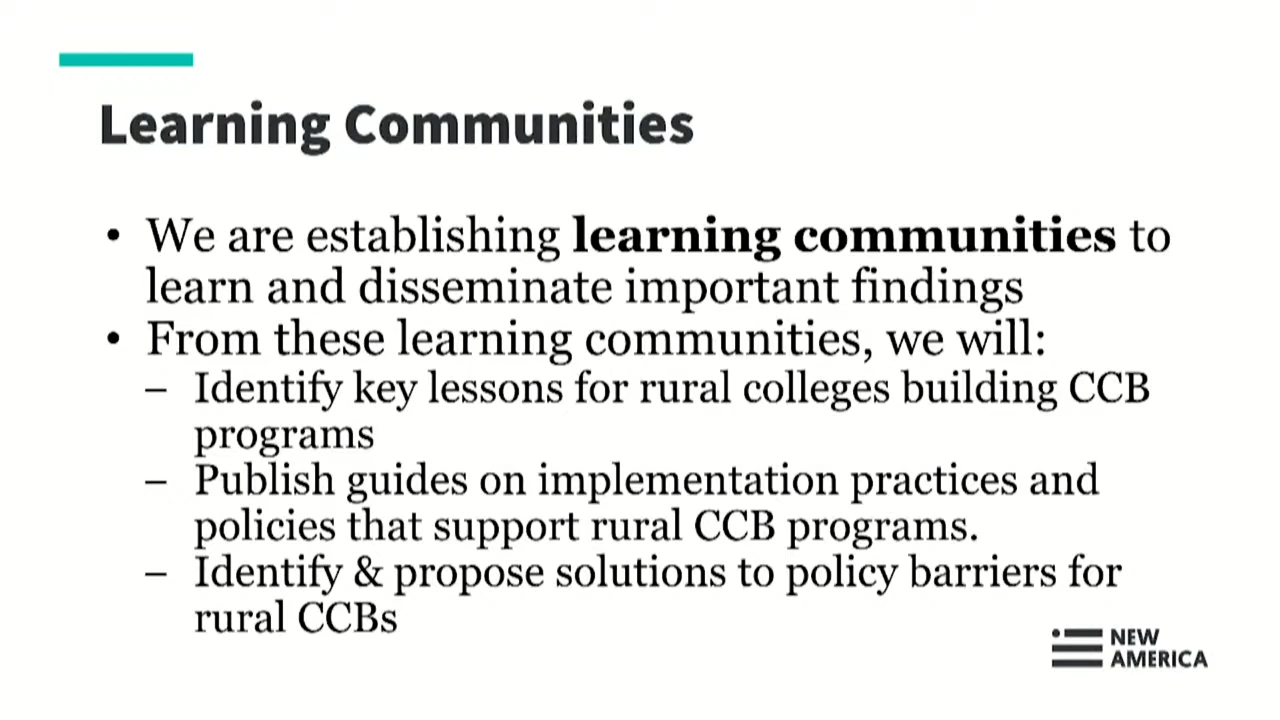 Learning Communities
• We are establishing learning communities to
learn and disseminate important findings
• From these learning communities, we will:
– Identify key lessons for rural colleges building CCB
programs
– Publish guides on implementation practices and
policies that support rural CCB programs.
– Identify & propose solutions to policy barriers for
rural CCBs
NEW
AMERICA